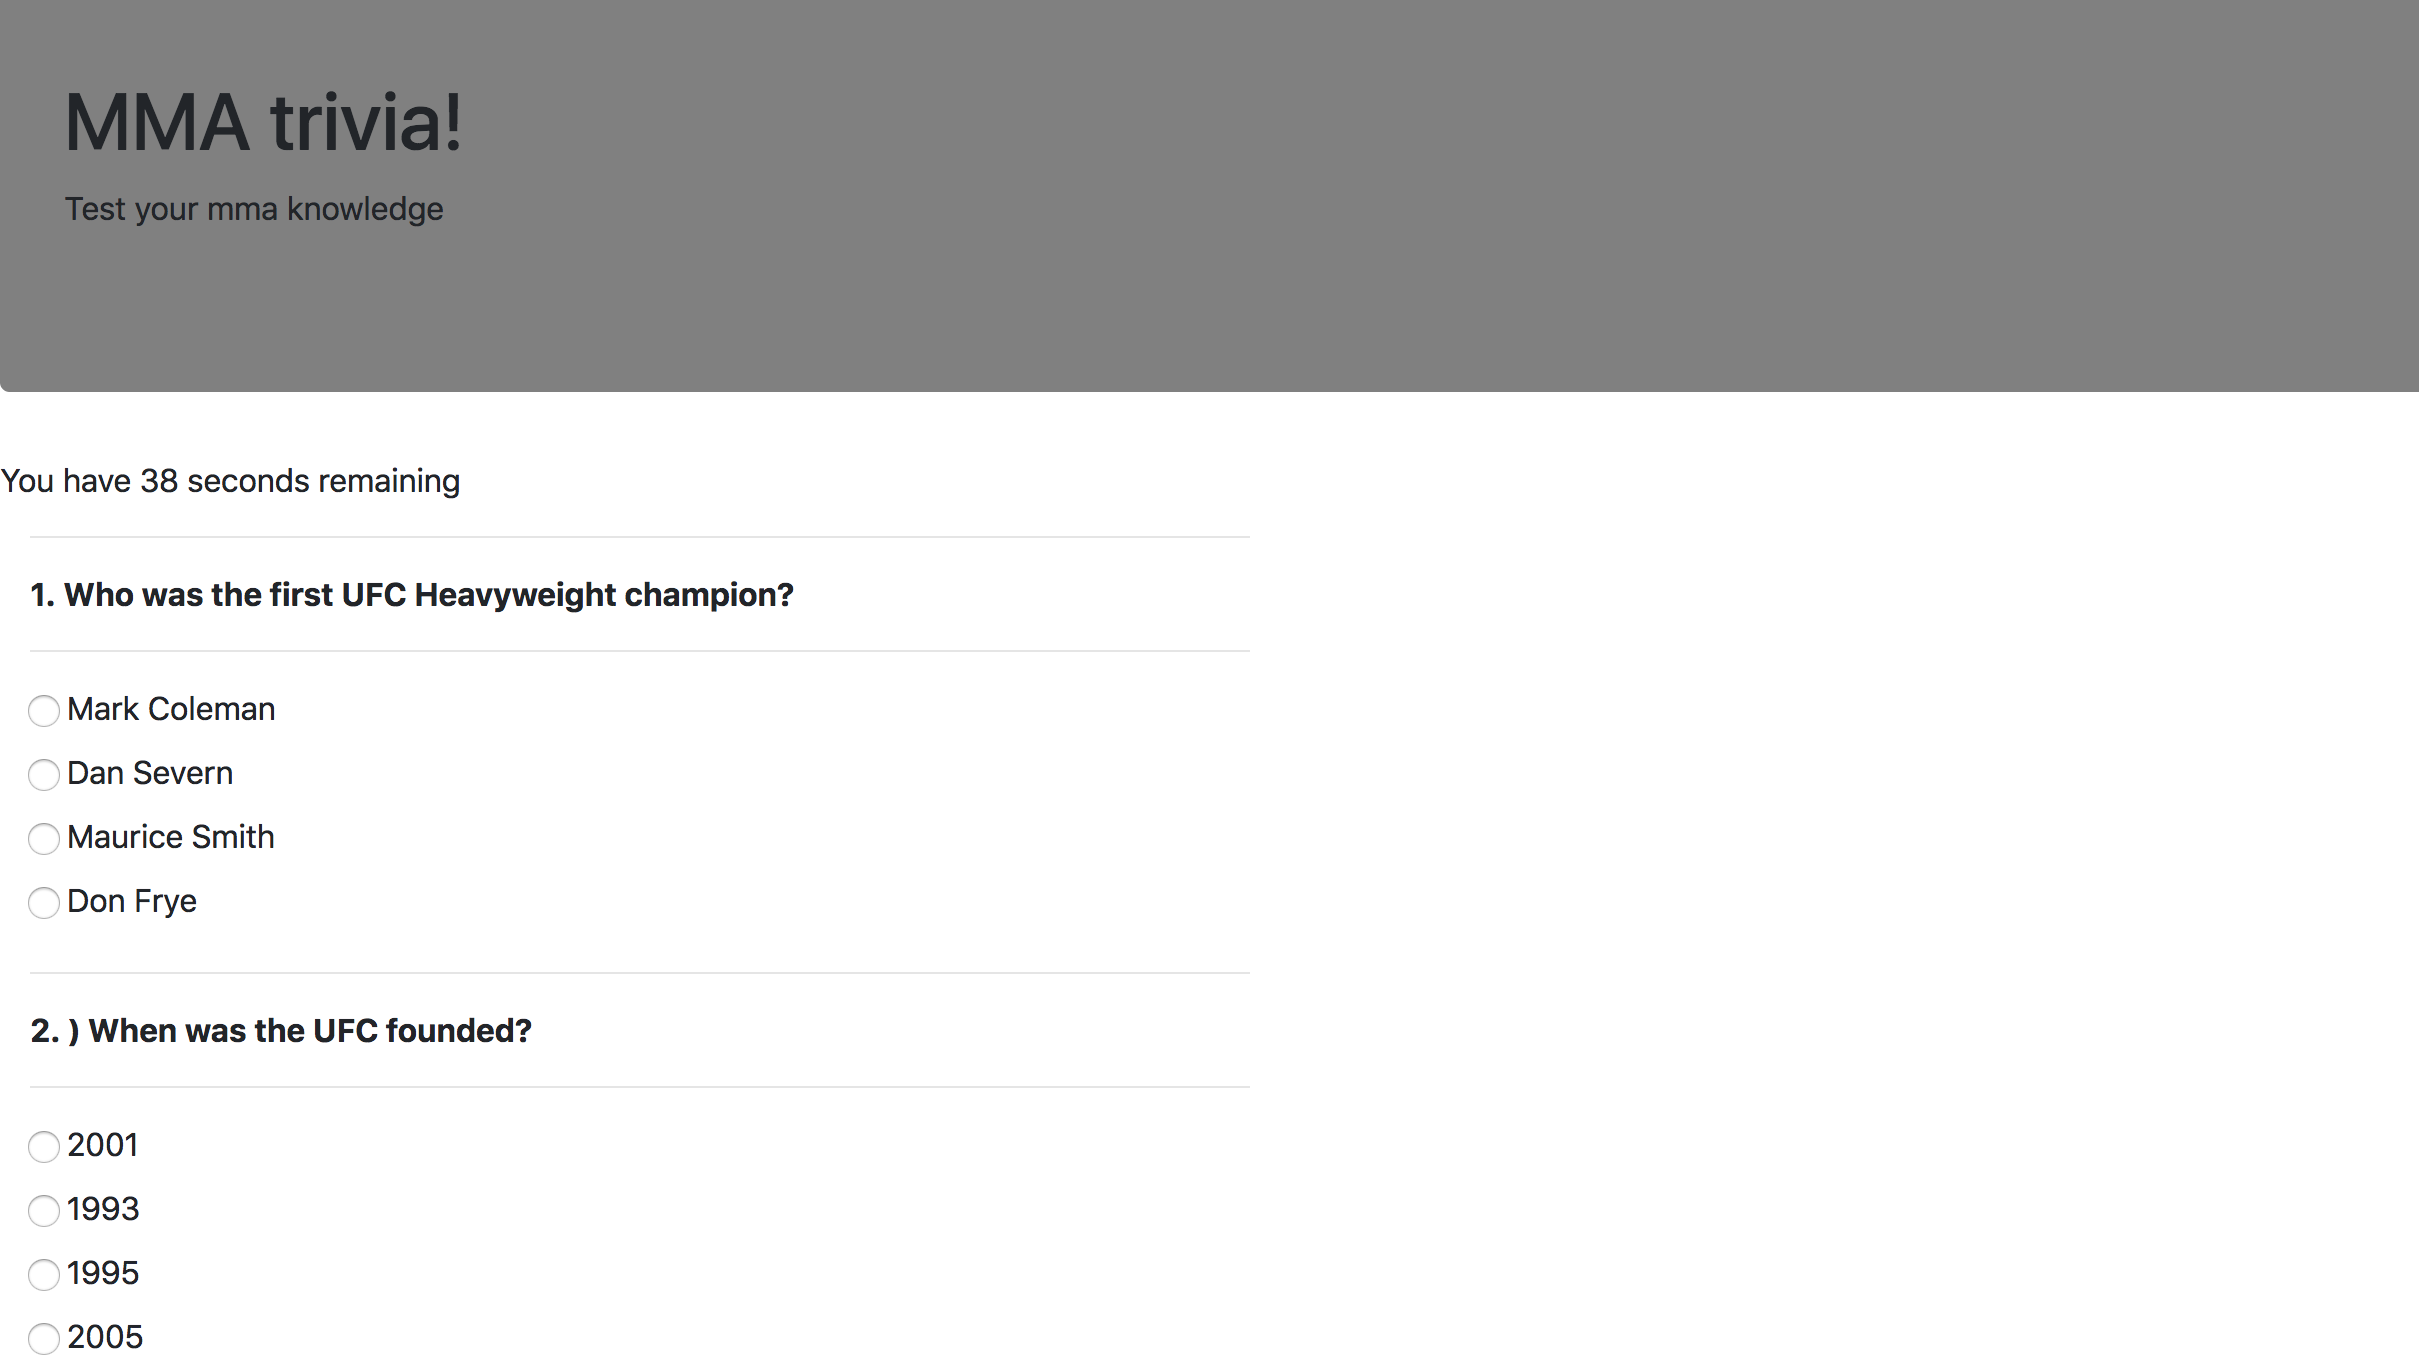 MMA trivia!
Test your mma knowledge
You have 38 seconds remaining
1. Who was the first UFC Heavyweight champion?
Mark Coleman
Dan Severn
Maurice Smith
Don Frye
2. ) When was the UFC founded?
2001
1993
1995
2005